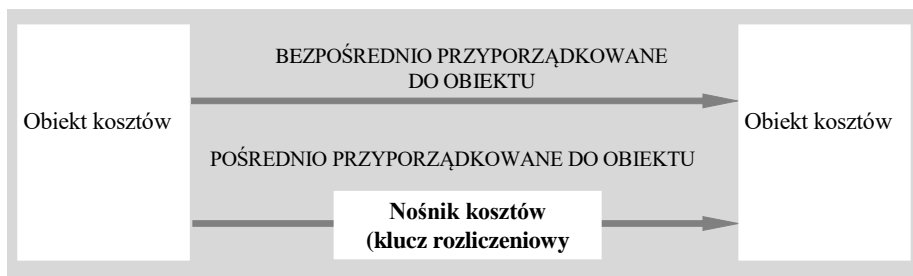 BEZPOŚREDNIO PRZYPORZĄDKOWANE
DO OBIEKTU
Obiekt kosztów
Obiekt kosztów
POŚREDNIO PRZYPORZĄDKOWANE DO OBIEKTU
Nośnik kosztów
(klucz rozliczeniowy